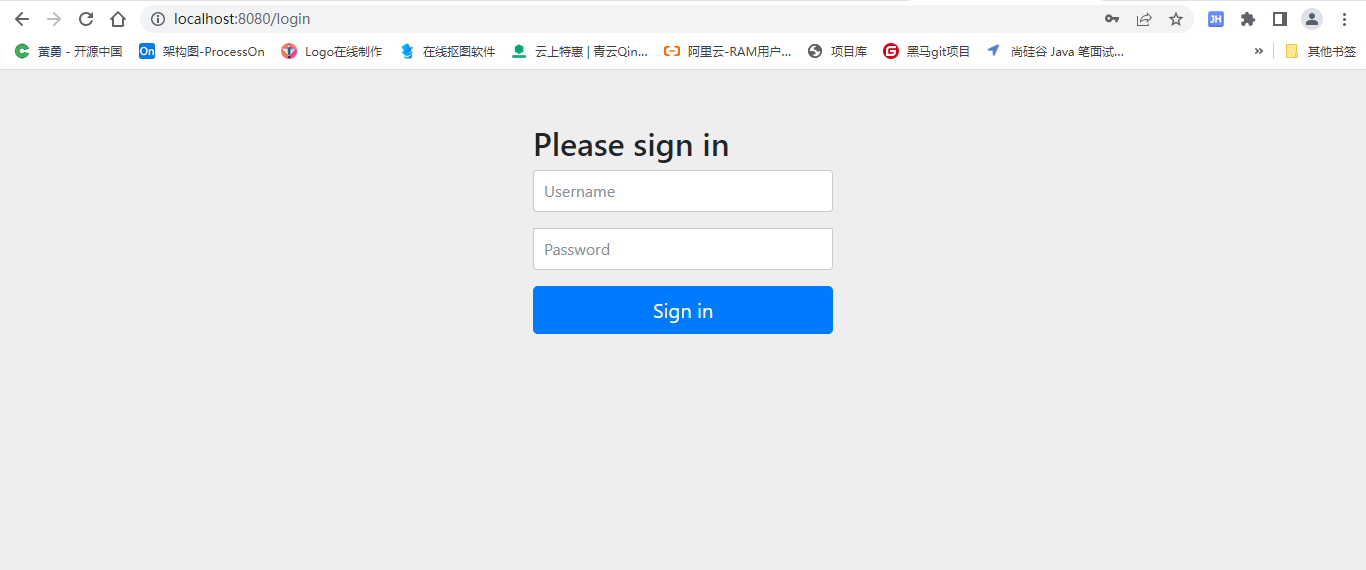 localhost:8080/login
JH
黄勇 - 开源中国
On 架构图-ProcessOn
Logo在线制作
在线抠图软件
云上特惠 | 青云Qin...
阿里云-RAM用户...
项目库
黑马git项目
尚硅谷 Java 笔面试...
»
其他书签
Please sign in
Username
Password
Sign in